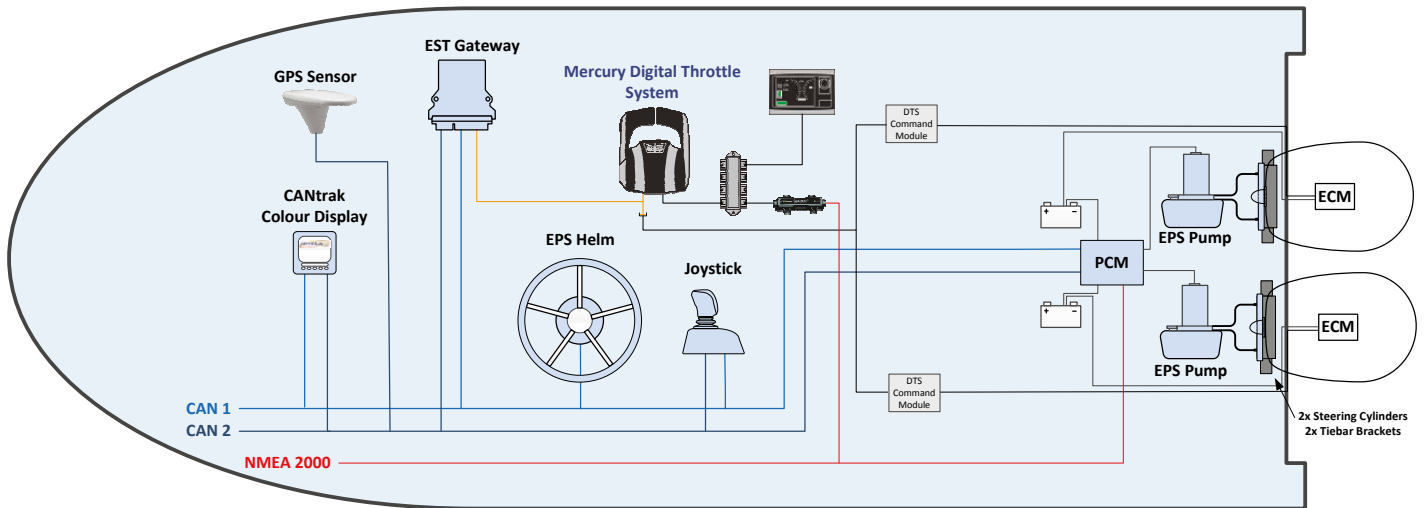 EST Gateway
GPS Sensor
Mercury Digital Throttle
System
DTS
Command
Module
CANtrak
Colour Display
EPS Helm
Joystick
+ −
PCM
+ −
EPS Pump
ECM
EPS Pump
ECM
DTS
Command
Module
CAN 1
CAN 2
NMEA 2000
2x Steering Cylinders
2x Tiebar Brackets